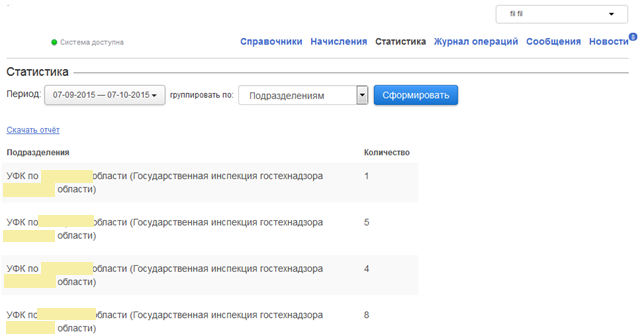 fil fil
Система доступна
Справочники Начисления Статистика Журнал операций Сообщения Новости 6
Статистика
Период: 07-09-2015 — 07-10-2015 группировать по: Подразделениям Сформировать
Скачать отчёт
Подразделения Количество
УФК по области (Государственная инспекция гостехнадзора 1
области)
УФК по области (Государственная инспекция гостехнадзора 5
области)
УФК по области (Государственная инспекция гостехнадзора 4
области)
УФК по области (Государственная инспекция гостехнадзора 8
области)